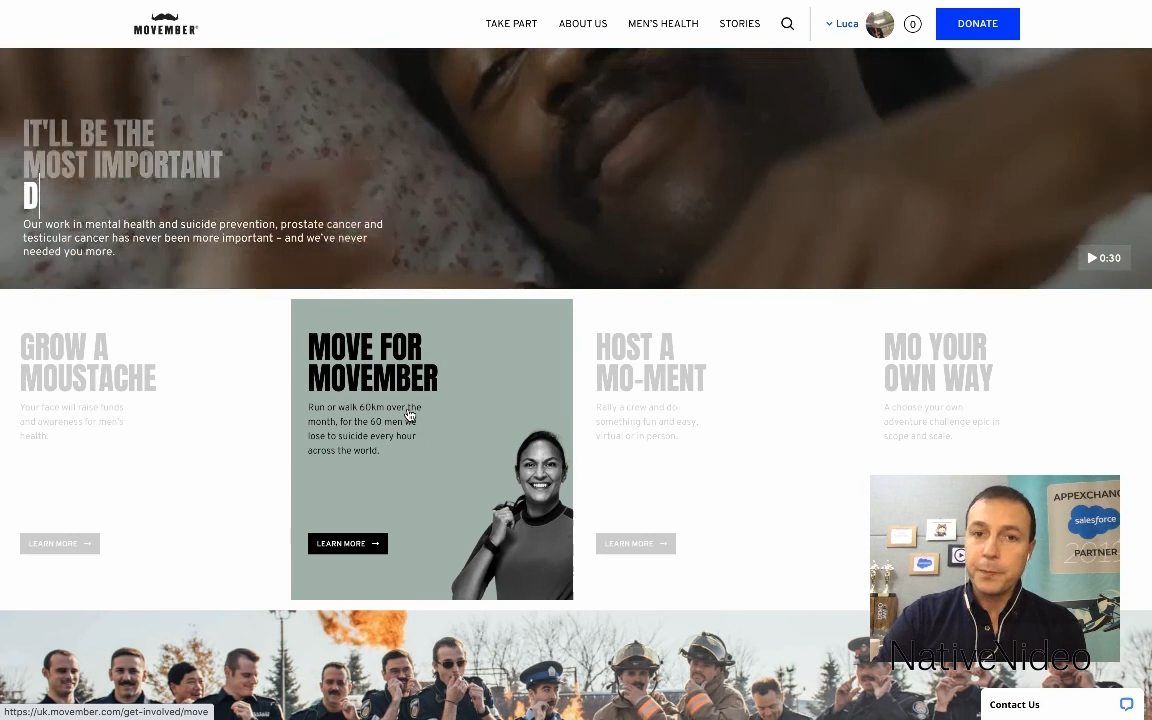 MOVEMBER®
TAKE PART
ABOUT US
MEN'S HEALTH
STORIES
Luca
0
DONATE
IT'LL BE THE
MOST IMPORTANT
D
Our work in mental health and suicide prevention, prostate cancer and
testicular cancer has never been more important – and we've never
needed you more.
0:30
GROW A
MOUSTACHE
Your face will raise funds
and awareness for men's
health.
LEARN MORE →
MOVE FOR
MOVEMBER
Run or walk 60km over the
month, for the 60 men we
lose to suicide every hour
across the world.
LEARN MORE →
HOST A
MO-MENT
Rally a crew and do
something fun and easy,
virtual or in person.
LEARN MORE →
MO YOUR
OWN WAY
A choose your own
adventure challenge epic in
scope and scale.
APPEXCHANG
salesforce
PARTNER
NativeVideo
Contact Us
https://uk.movember.com/get-involved/move